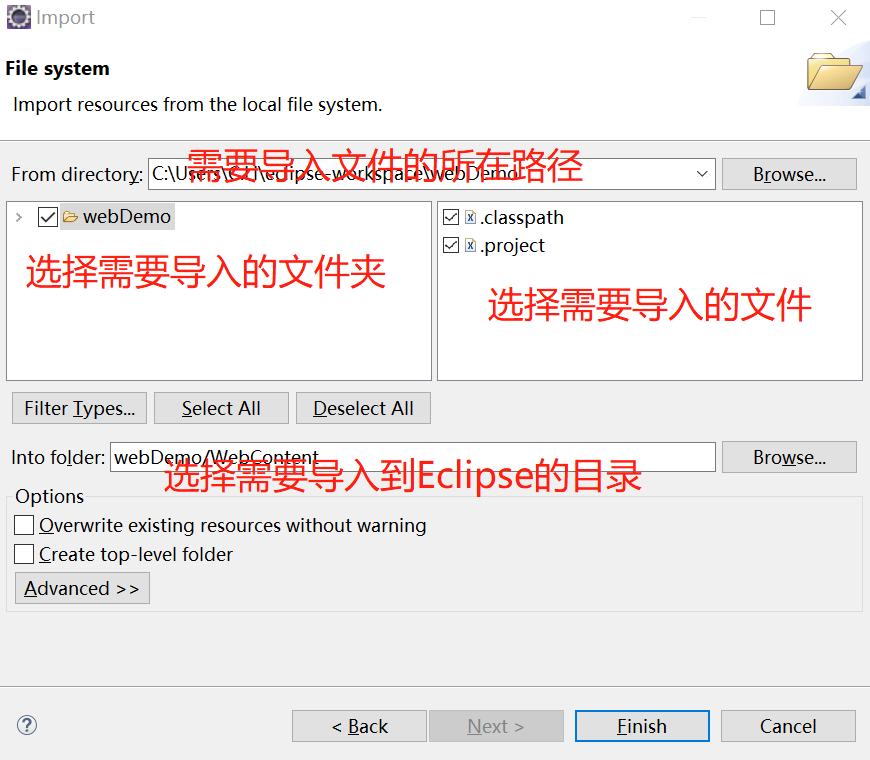 Import
File system
Import resources from the local file system.
需要导入文件的所在路径
From directory: C:\Users\ \eclipse-workspace\webDemo
Browse...
webDemo
.classpath
.project
选择需要导入的文件夹
选择需要导入的文件
Filter Types... Select All Deselect All
Into folder: webDemo/WebContent Browse...
选择需要导入到Eclipse的目录
Options
Overwrite existing resources without warning
Create top-level folder
Advanced >>
< Back Next > Finish Cancel